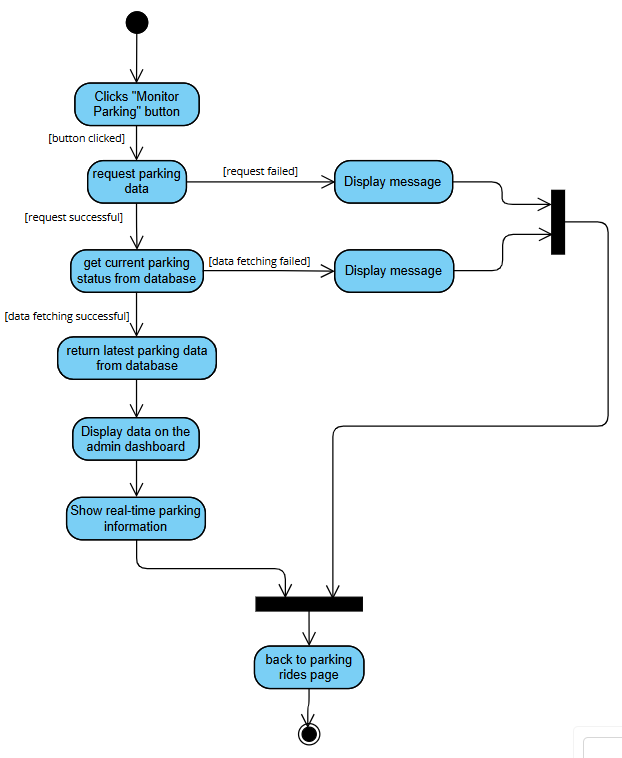 Clicks "Monitor
Parking" button
[button clicked]
request parking
data
[request failed]
Display message
[request successful]
get current parking
status from database
[data fetching failed]
Display message
[data fetching successful]
return latest parking data
from database
Display data on the
admin dashboard
Show real-time parking
information
back to parking
rides page